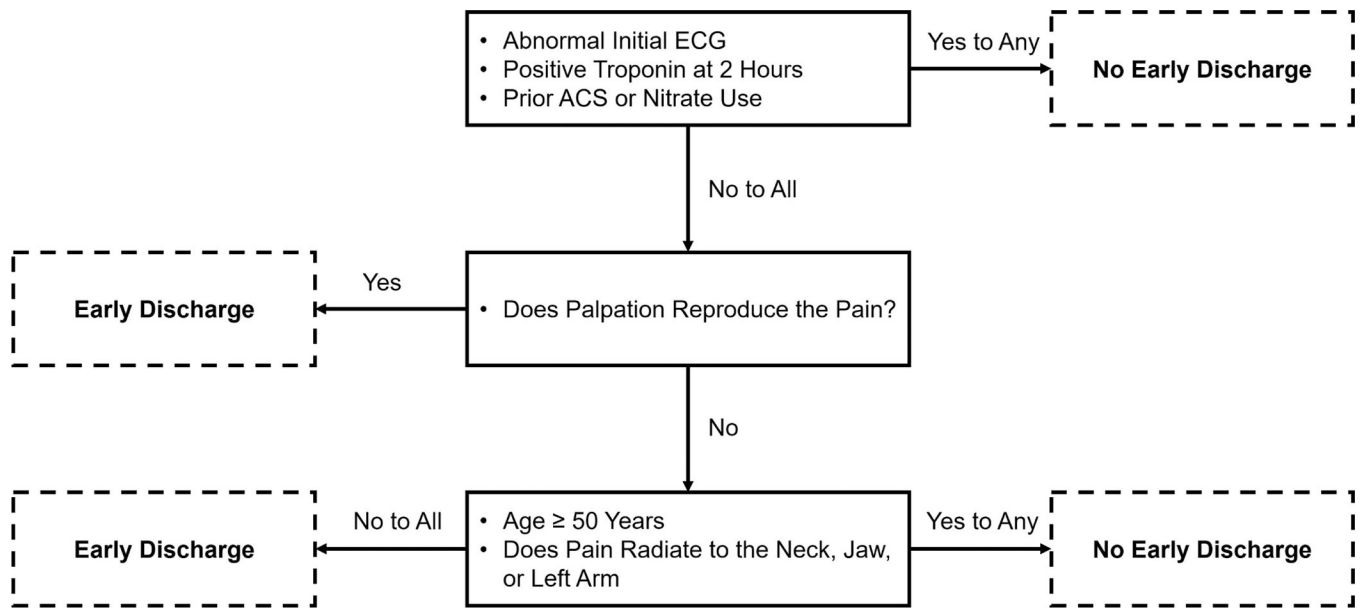 • Abnormal Initial ECG
• Positive Troponin at 2 Hours
• Prior ACS or Nitrate Use
Yes to Any
No Early Discharge
No to All
Early Discharge
Yes
• Does Palpation Reproduce the Pain?
No
Early Discharge
No to All
• Age ≥ 50 Years
• Does Pain Radiate to the Neck, Jaw,
or Left Arm
Yes to Any
No Early Discharge